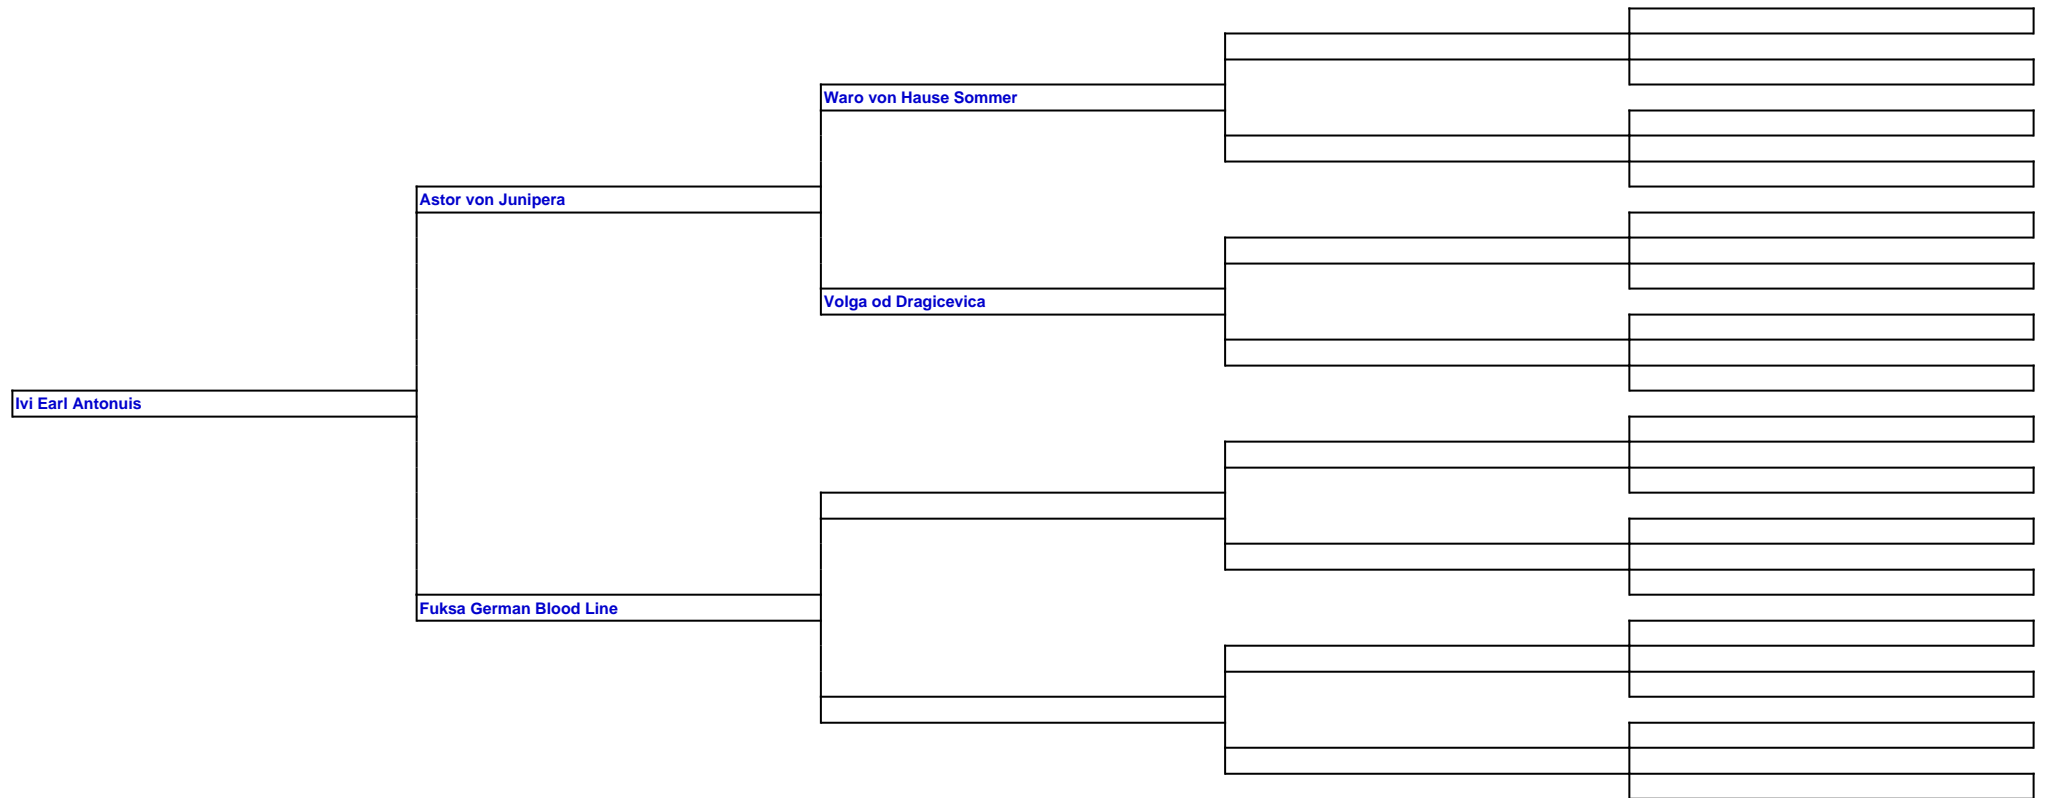 Waro von Hause Sommer
Astor von Junipera
Volga od Dragicevica
Ivi Earl Antonuis
Fuksa German Blood Line